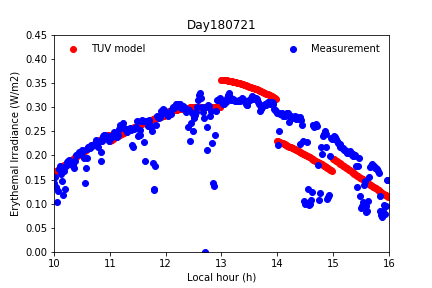 Day180721
TUV model
Measurement
Erythemal Irradiance (W/m2)
0.45
0.40
0.35
0.30
0.25
0.20
0.15
0.10
0.05
0.00
10 11 12 13 14 15 16
Local hour (h)